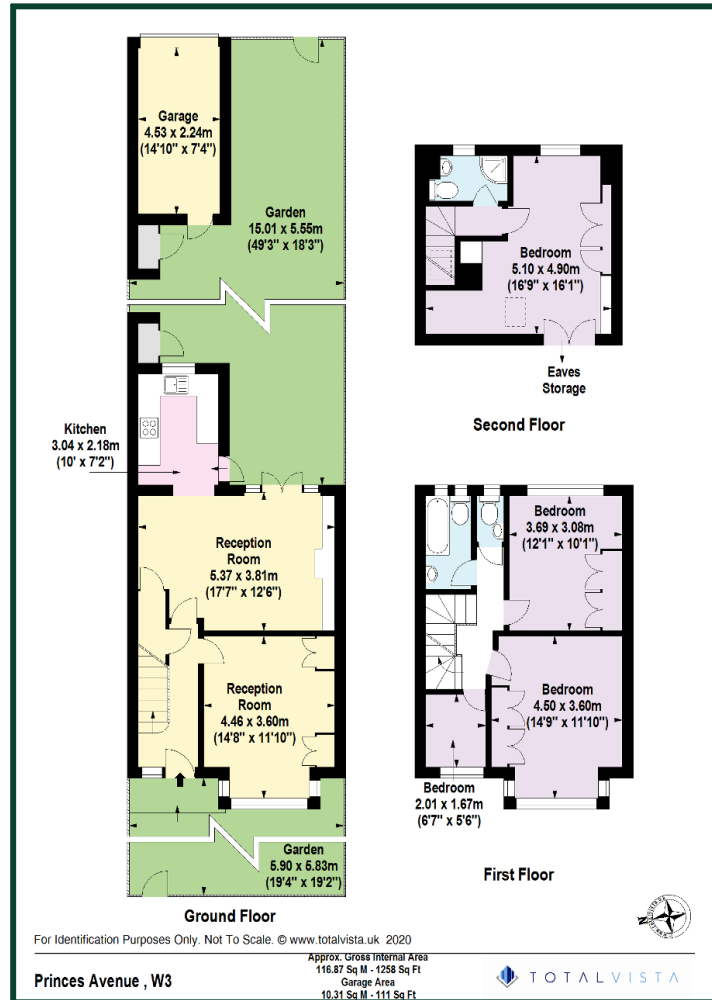 Garage
4.53 x 2.24m
(14'10" x 7'4")
Garden
15.01 x 5.55m
(49'3" x 18'3")
Bedroom
5.10 x 4.90m
(16'9" x 16'1")
Eaves
Storage
Second Floor
Kitchen
3.04 x 2.18m
(10' x 7'2")
Reception
Room
5.37 x 3.81m
(17'7" x 12'6")
Reception
Room
4.46 x 3.60m
(14'8" x 11'10")
Garden
5.90 x 5.83m
(19'4" x 19'2")
Ground Floor
Bedroom
3.69 x 3.08m
(12'1" x 10'1")
Bedroom
4.50 x 3.60m
(14'9" x 11'10")
Bedroom
2.01 x 1.67m
(6'7" x 5'6")
First Floor
N
For Identification Purposes Only. Not To Scale. © www.totalvista.uk 2020
Princes Avenue , W3
Approx. Gross Internal Area
116.87 Sq M - 1258 Sq Ft
Garage Area
10.31 Sq M - 111 Sq Ft
TOTALVISTA